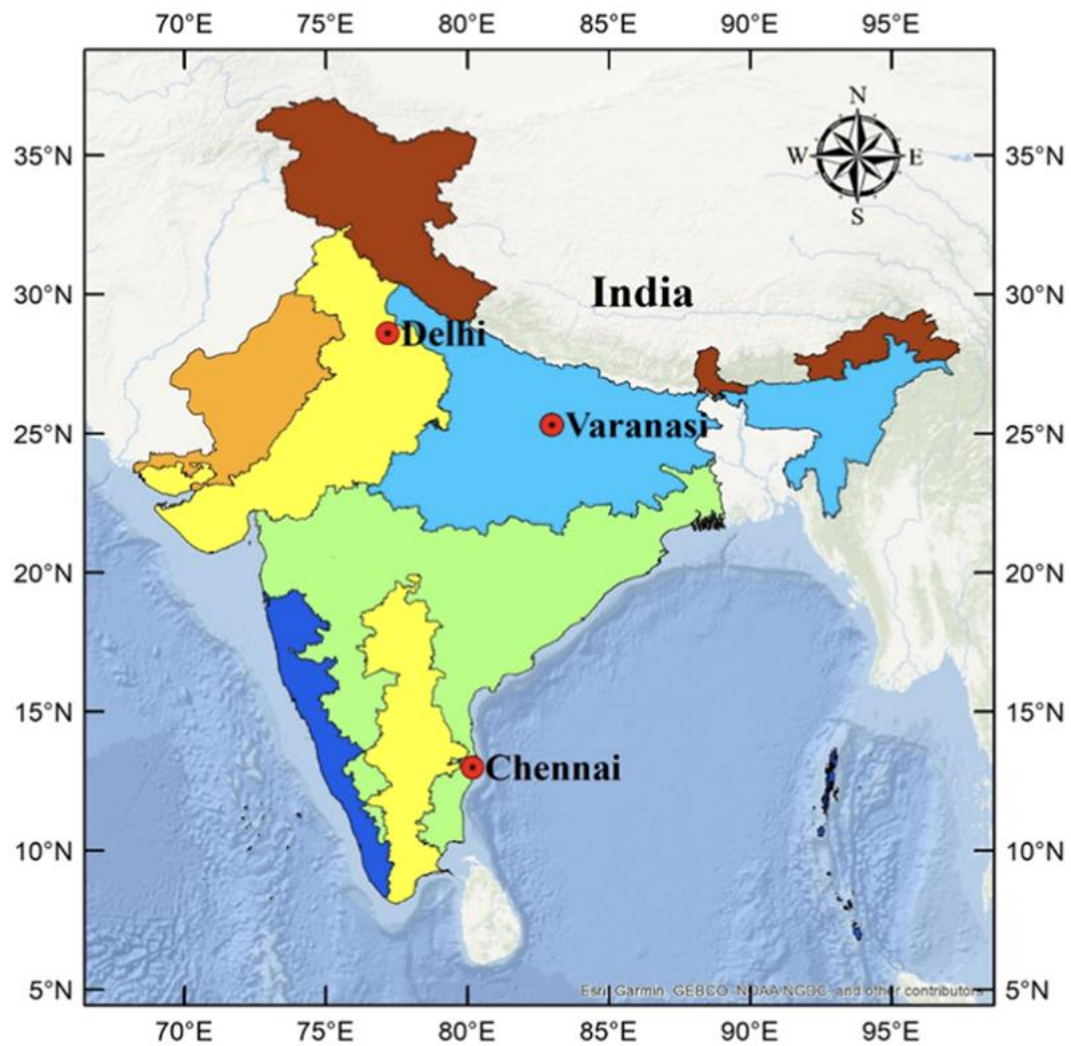 70°E 75°E 80°E 85°E 90°E 95°E
N
35°N W E 35°N
S
30°N India 30°N
Delhi
25°N Varanasi 25°N
20°N 20°N
15°N 15°N
Chennai
10°N 10°N
5°N Esri, Garmin, GEBCO, NOAA NGDC, and other contributors 5°N
70°E 75°E 80°E 85°E 90°E 95°E